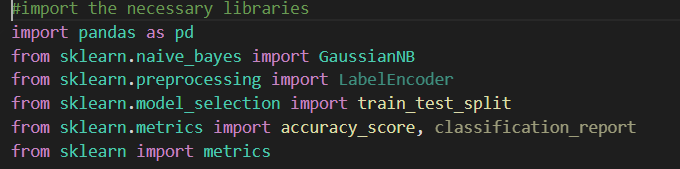 #import the necessary libraries
import pandas as pd
from sklearn.naive_bayes import GaussianNB
from sklearn.preprocessing import LabelEncoder
from sklearn.model_selection import train_test_split
from sklearn.metrics import accuracy_score, classification_report
from sklearn import metrics